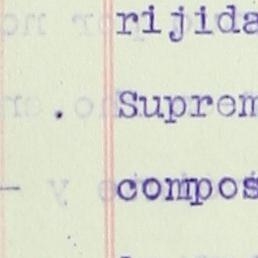 rijida
. Suprem
- compos